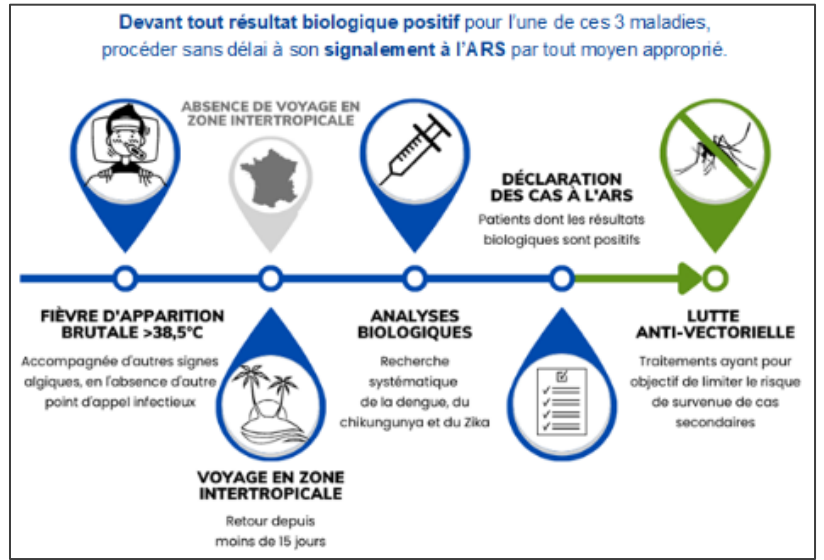 Devant tout résultat biologique positif pour l'une de ces 3 maladies,
procéder sans délai à son signalement à l'ARS par tout moyen approprié.
ABSENCE DE VOYAGE EN
ZONE INTERTROPICALE
DÉCLARATION
DES CAS À L'ARS
Patients dont les résultats
biologiques sont positifs
FIÈVRE D'APPARITION
BRUTALE >38,5°C
Accompagnée d'autres signes
algiques, en l'absence d'autre
point d'appel infectieux
VOYAGE EN ZONE
INTERTROPICALE
Retour depuis
moins de 15 jours
ANALYSES
BIOLOGIQUES
Recherche
systématique
de la dengue, du
chikungunya et du Zika
LUTTE
ANTI-VECTORIELLE
Traitements ayant pour
objectif de limiter le risque
de survenue de cas
secondaires